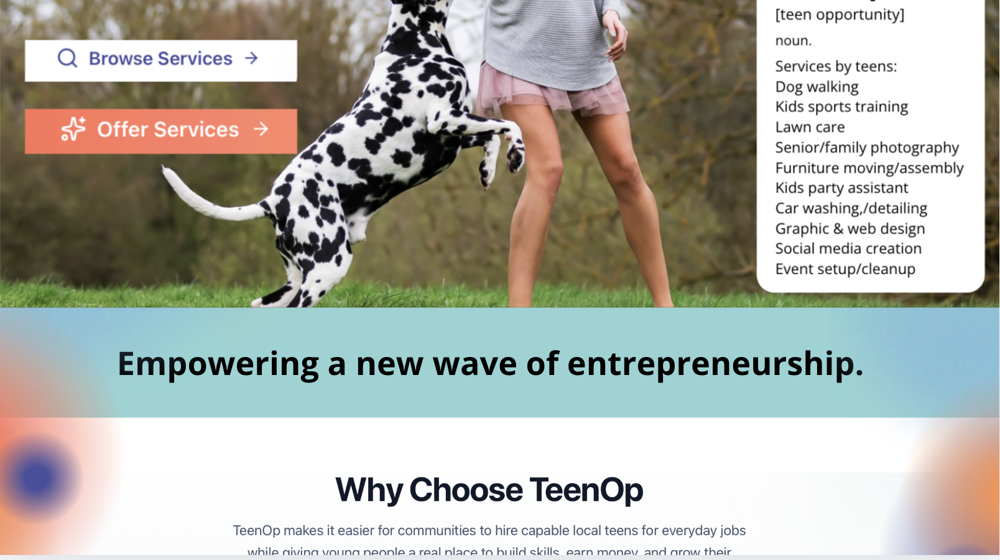 [teen opportunity]
noun.
Services by teens:
Dog walking
Kids sports training
Lawn care
Senior/family photography
Furniture moving/assembly
Kids party assistant
Car washing,/detailing
Graphic & web design
Social media creation
Event setup/cleanup
Browse Services
Offer Services
Empowering a new wave of entrepreneurship.
Why Choose TeenOp
TeenOp makes it easier for communities to hire capable local teens for everyday jobs
while giving young people a real place to build skills, earn money, and grow their